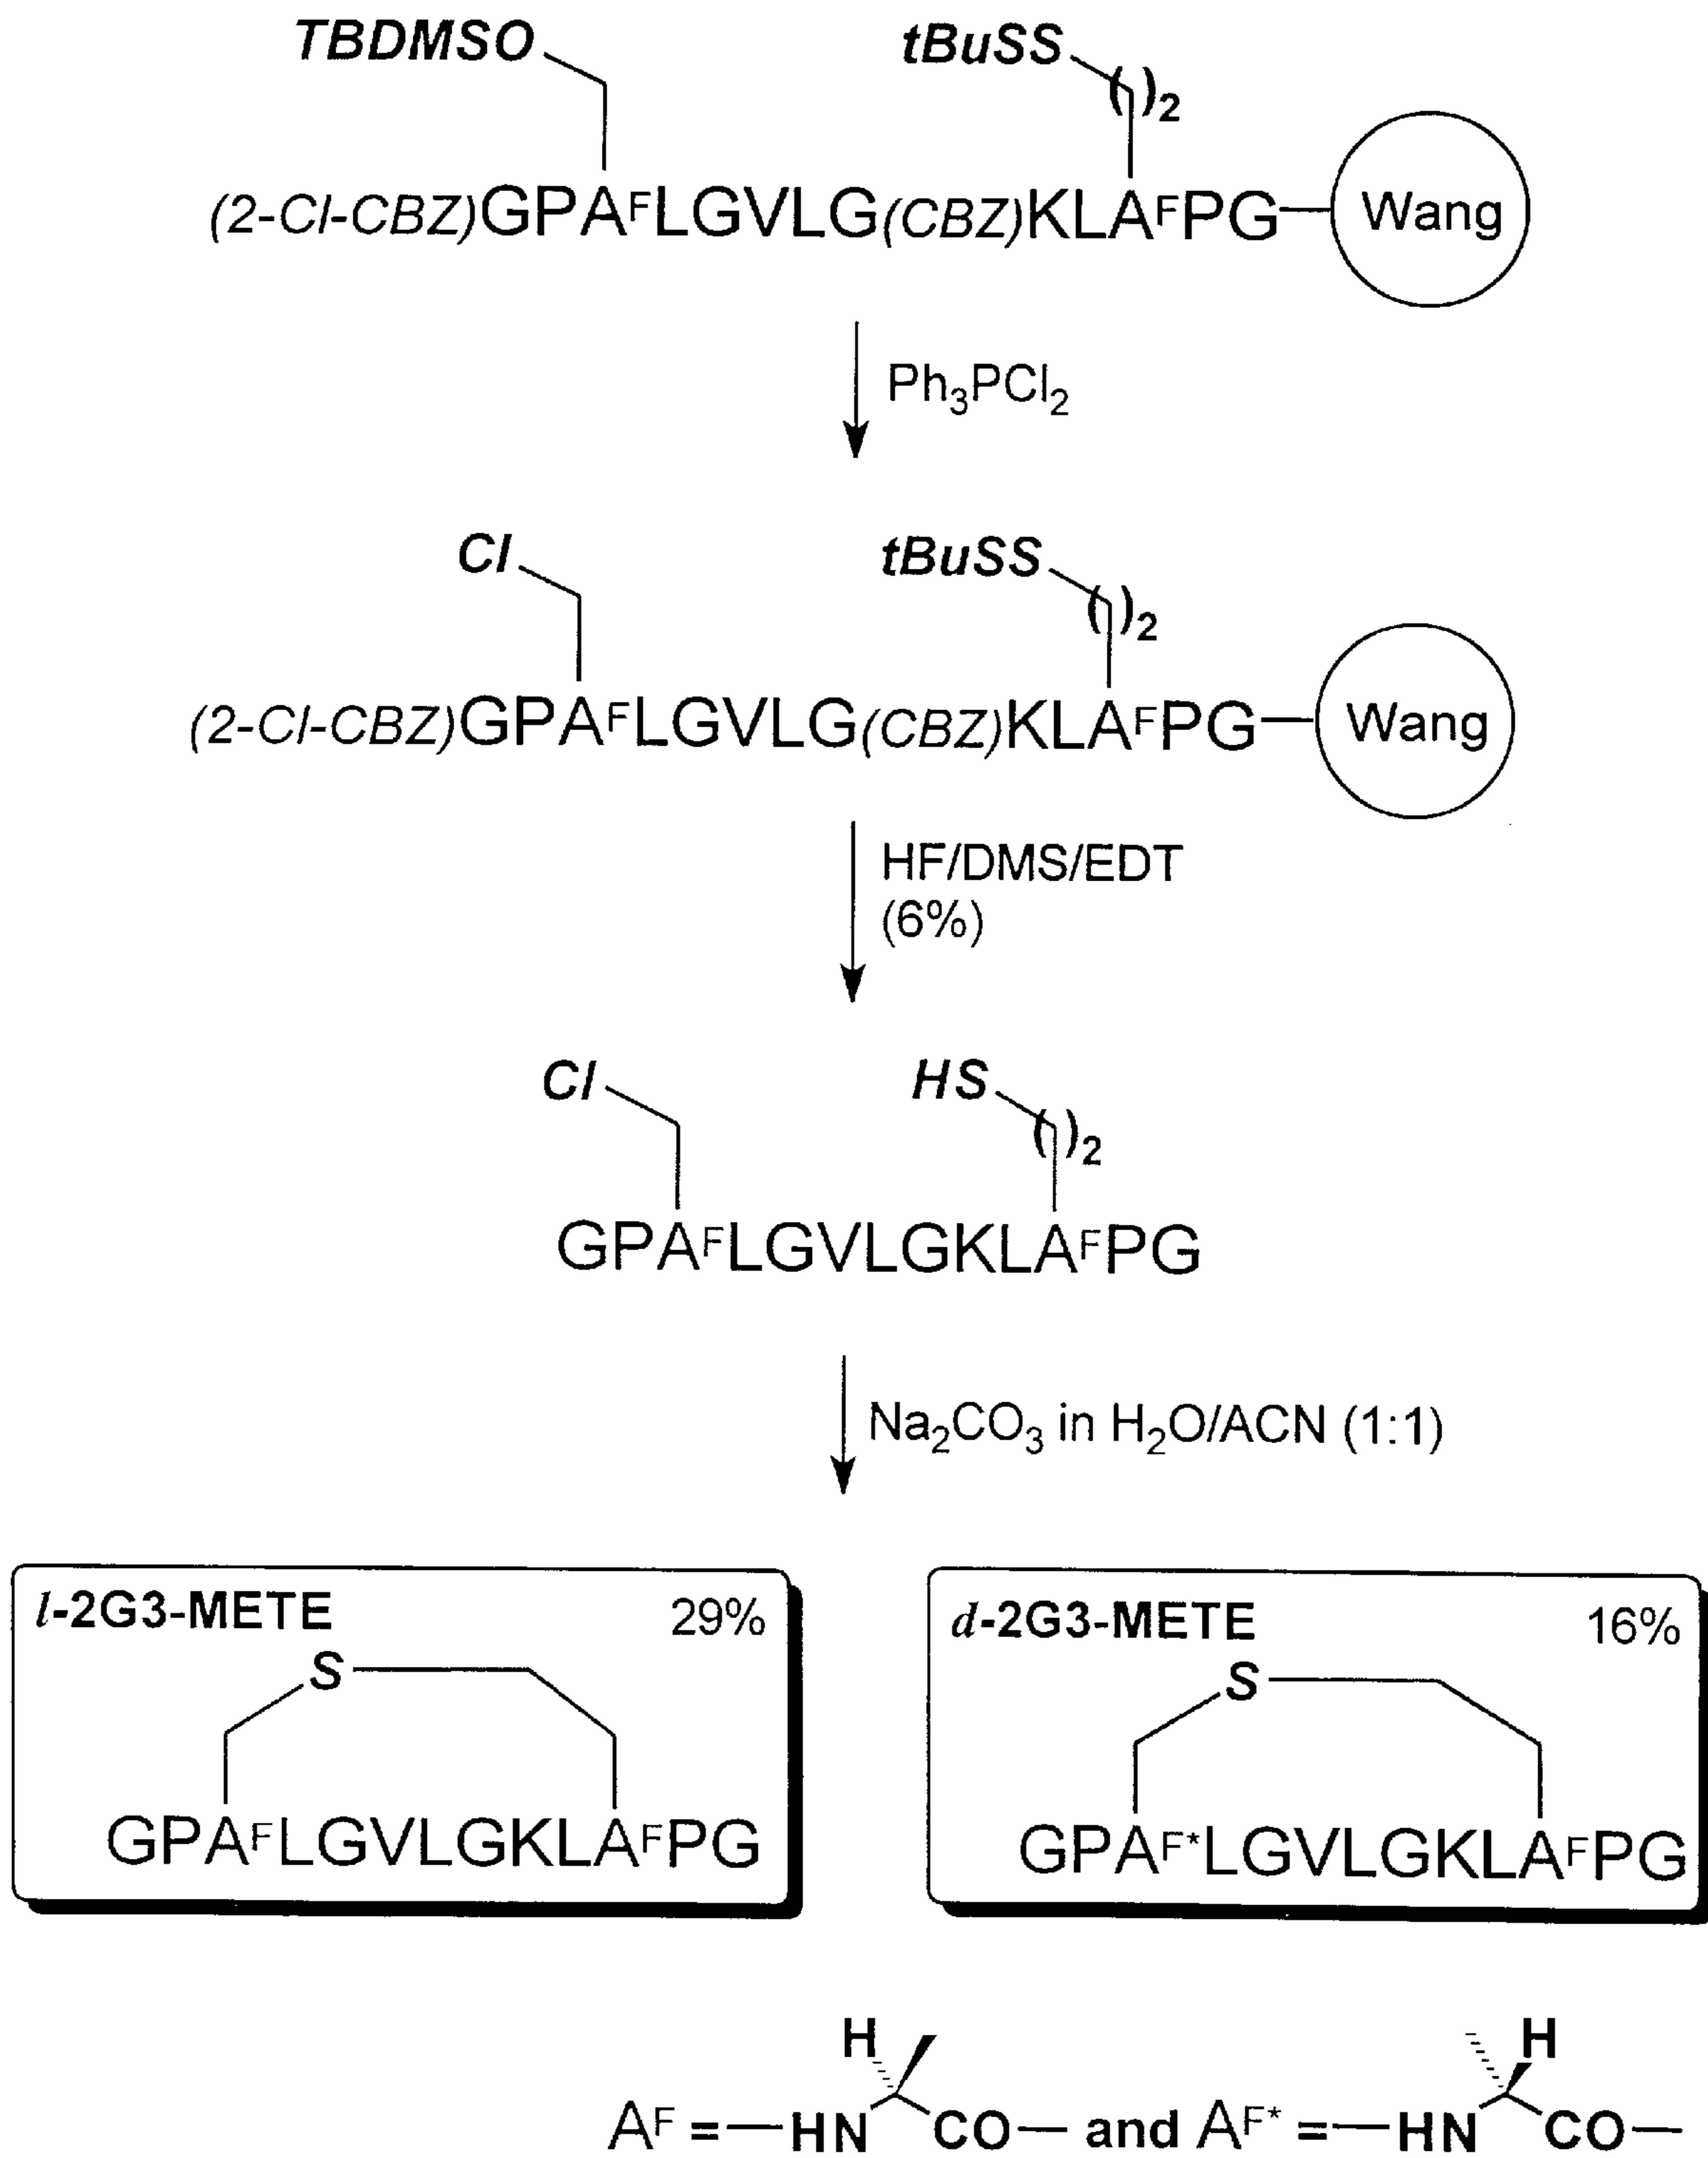 TBDMSO tBuSS
( )2
(2-Cl-CBZ)GPAFLGVLG(CBZ)KLAFPG Wang
Ph3PCl2
Cl tBuSS
( )2
(2-Cl-CBZ)GPAFLGVLG(CBZ)KLAFPG Wang
HF/DMS/EDT
(6%)
Cl HS
( )2
GPAFLGVLGKLAFPG
Na2CO3 in H2O/ACN (1:1)
l-2G3-METE 29%
S
GPAFLGVLGKLAFPG
d-2G3-METE 16%
S
GPAF*LGVLGKLAFPG
H H
AF = —HN CO— and AF* = —HN CO—